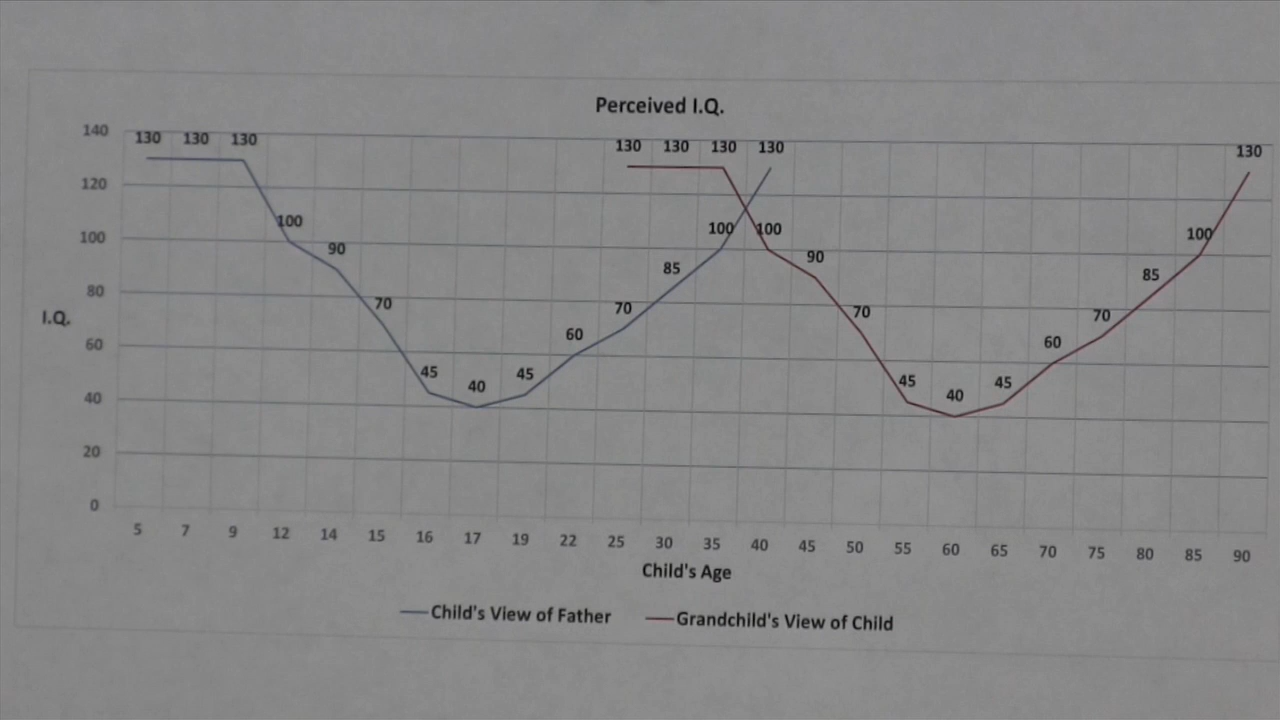 Perceived I.Q.
140
130 130 130 130 130 130 130 130
120
100 100 100 100
100
90 90
85 85
80
I.Q.
70 70 70 70
60 60
60
45 40 45 45 40 45
40
20
0
5 7 9 12 14 15 16 17 19 22 25 30 35 40 45 50 55 60 65 70 75 80 85 90
Child's Age
Child's View of Father Grandchild's View of Child